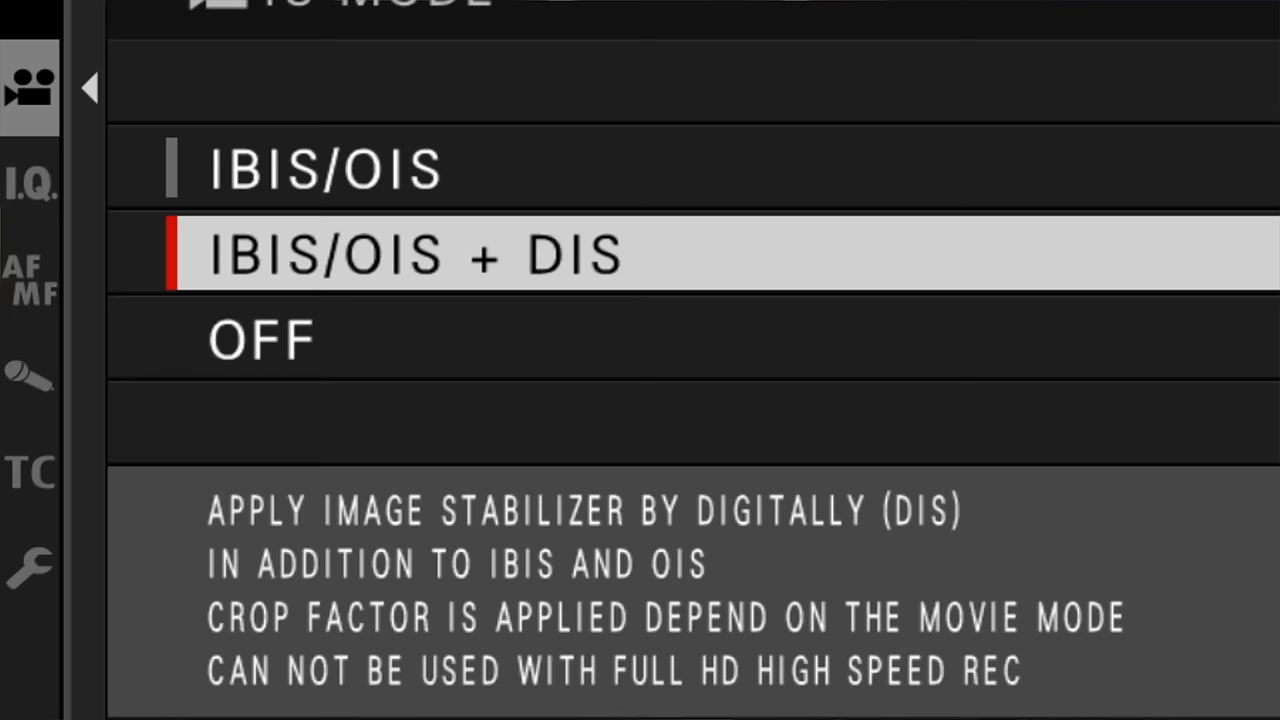 IS MODE
I.Q.
AF
MF
TC
IBIS/OIS
IBIS/OIS + DIS
OFF
APPLY IMAGE STABILIZER BY DIGITALLY (DIS)
IN ADDITION TO IBIS AND OIS
CROP FACTOR IS APPLIED DEPEND ON THE MOVIE MODE
CAN NOT BE USED WITH FULL HD HIGH SPEED REC